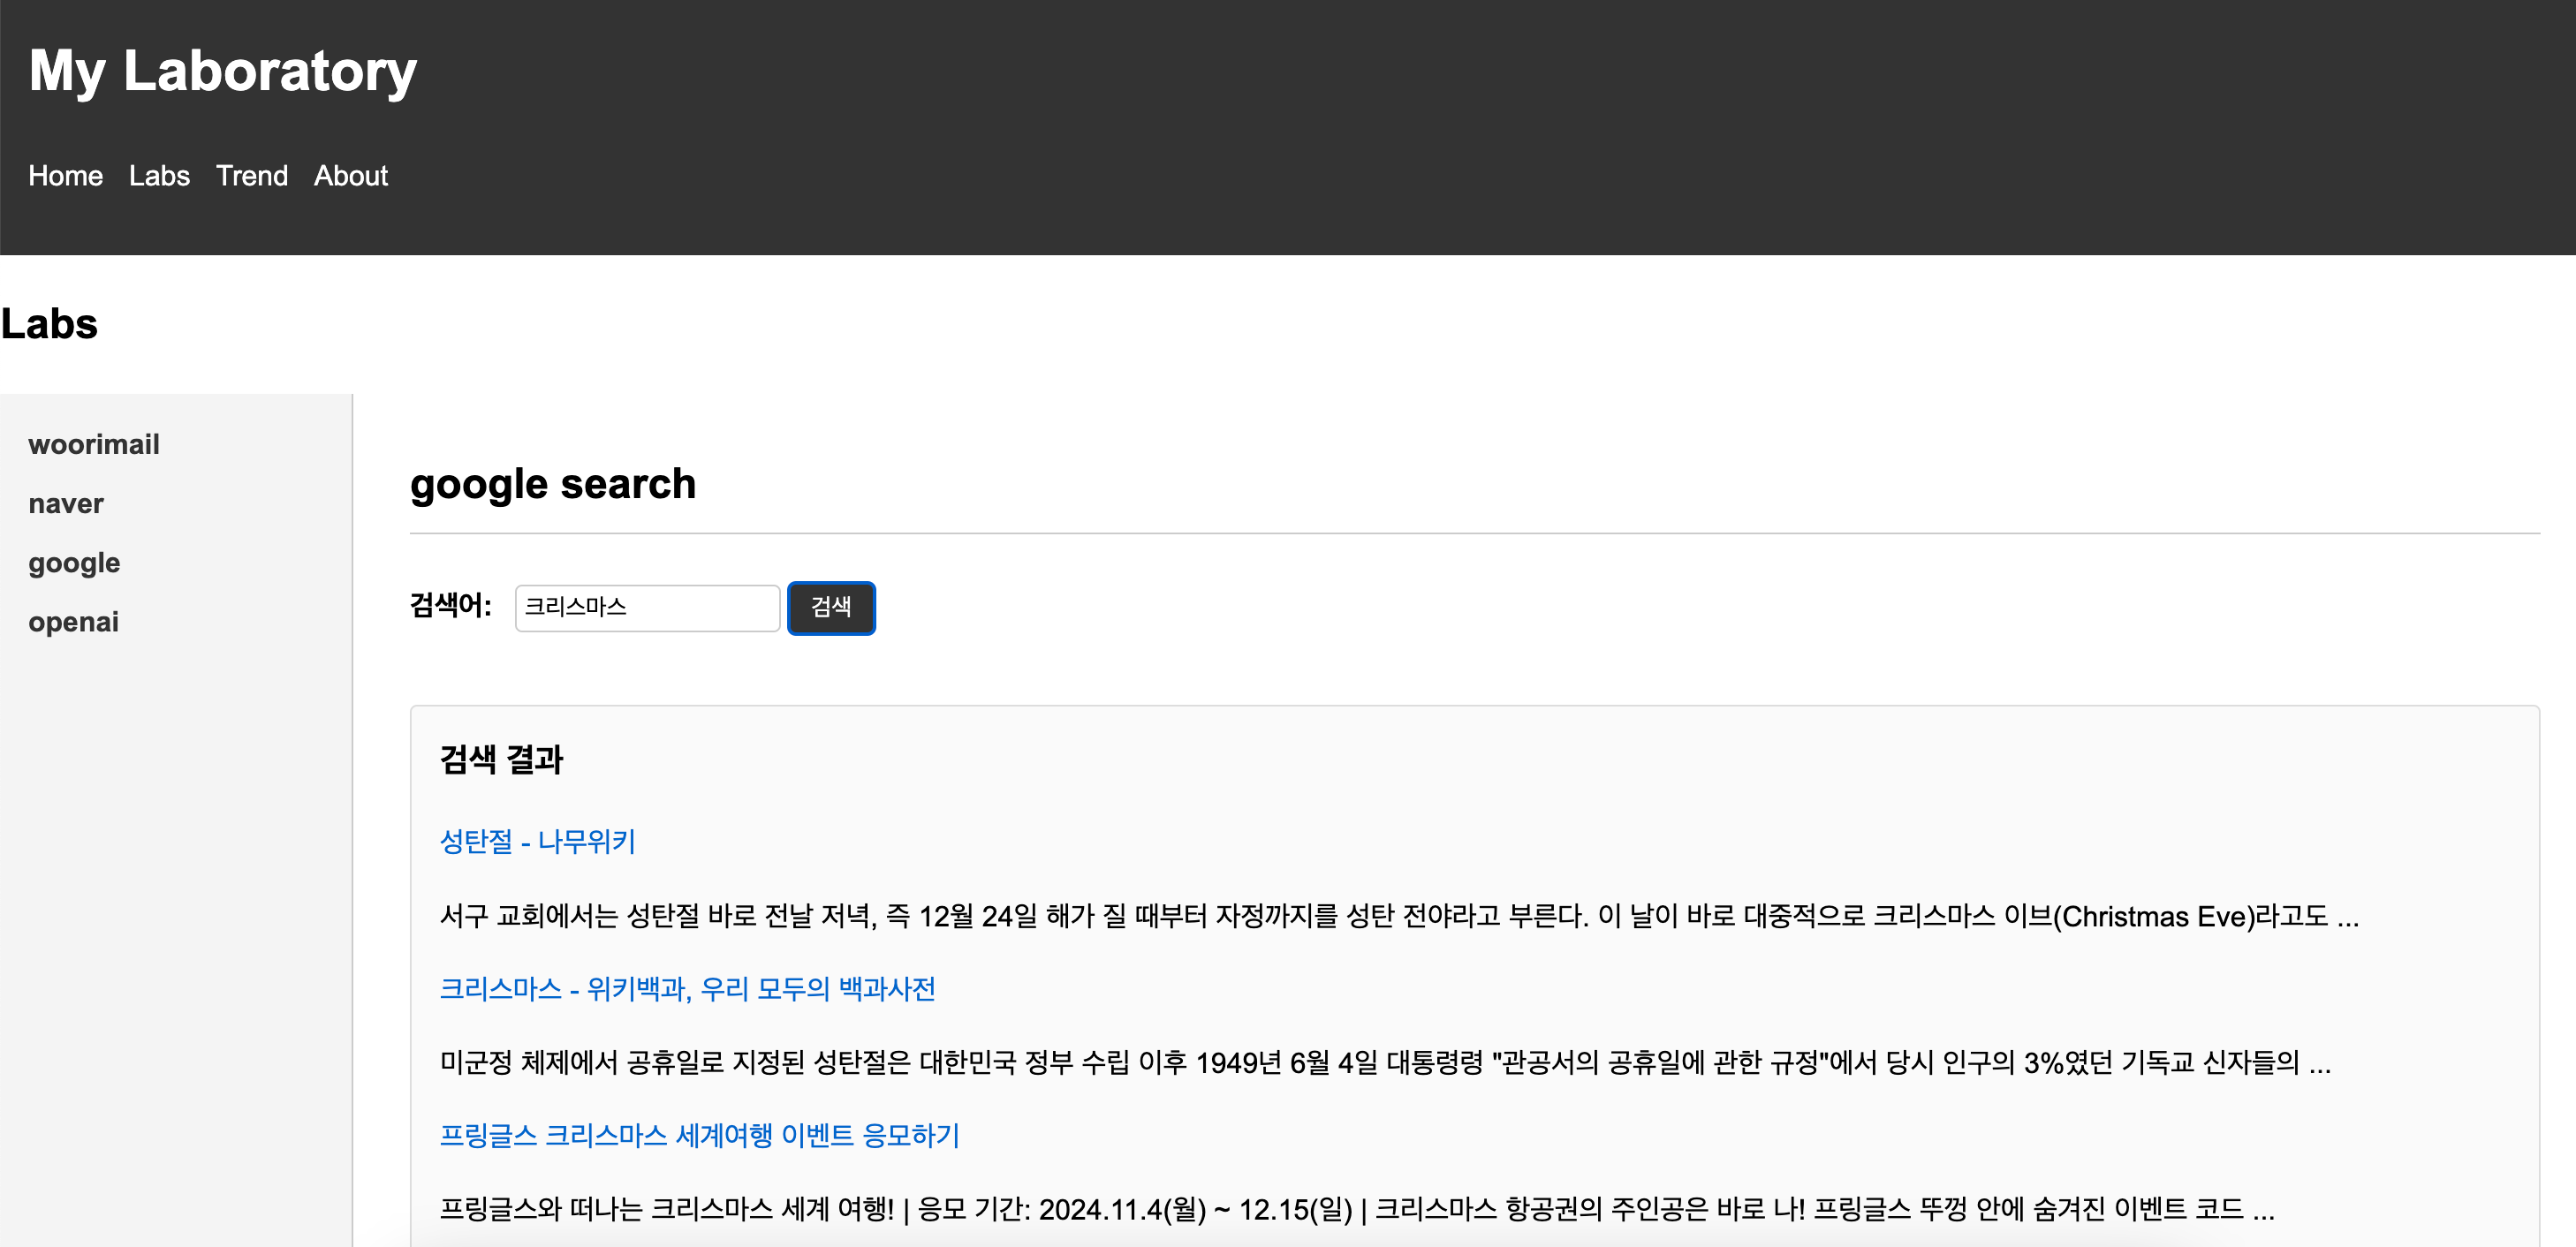 My Laboratory
Home Labs Trend About
Labs
woorimail
naver
google
openai
google search
검색어: 크리스마스 검색
검색 결과
성탄절 - 나무위키
서구 교회에서는 성탄절 바로 전날 저녁, 즉 12월 24일 해가 질 때부터 자정까지를 성탄 전야라고 부른다. 이 날이 바로 대중적으로 크리스마스 이브(Christmas Eve)라고도 ...
크리스마스 - 위키백과, 우리 모두의 백과사전
미군정 체제에서 공휴일로 지정된 성탄절은 대한민국 정부 수립 이후 1949년 6월 4일 대통령령 "관공서의 공휴일에 관한 규정"에서 당시 인구의 3%였던 기독교 신자들의 ...
프링글스 크리스마스 세계여행 이벤트 응모하기
프링글스와 떠나는 크리스마스 세계 여행! | 응모 기간: 2024.11.4(월) ~ 12.15(일) | 크리스마스 항공권의 주인공은 바로 나! 프링글스 뚜껑 안에 숨겨진 이벤트 코드 ...